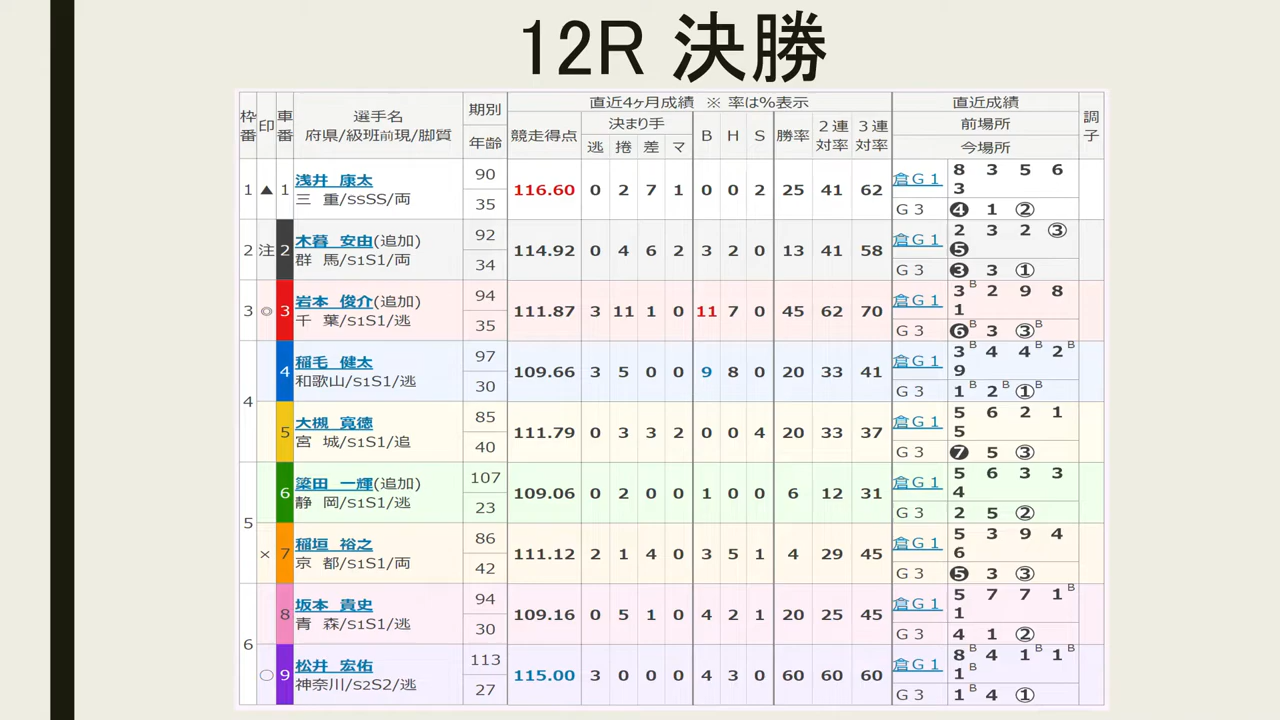 12R 決勝
枠番 印 車番 選手名 府県/級班前現/脚質 期別 年齢 直近4ヶ月成績 ※ 率は%表示 直近成績 調子
競走得点 決まり手 B H S 勝率 2連対率 3連対率 前場所
逃 捲 差 マ 今場所
1 ▲ 1 浅井 康太 90 116.60 0 2 7 1 0 0 2 25 41 62 倉G1 8 3 5 6 3
三 重/SSSS/両 35 G3 ❹ 1 ②
2 注 2 木暮 安由(追加) 92 114.92 0 4 6 2 3 2 0 13 41 58 倉G1 2 3 2 ③ ❺
群 馬/S1S1/両 34 G3 ❸ 3 ①
3 ◎ 3 岩本 俊介(追加) 94 111.87 3 11 1 0 11 7 0 45 62 70 倉G1 3B 2 9 8 1
千 葉/S1S1/逃 35 G3 ❻B 3 ③B
4 4 稲毛 健太 97 109.66 3 5 0 0 9 8 0 20 33 41 倉G1 3B 4 4B 2B 9
和歌山/S1S1/逃 30 G3 1B 2B ①B
5 大槻 寛徳 85 111.79 0 3 3 2 0 0 4 20 33 37 倉G1 5 6 2 1 5
宮 城/S1S1/追 40 G3 ❼ 5 ③
5 6 簗田 一輝(追加) 107 109.06 0 2 0 0 1 0 0 6 12 31 倉G1 5 6 3 3 4
静 岡/S1S1/逃 23 G3 2 5 ②
× 7 稲垣 裕之 86 111.12 2 1 4 0 3 5 1 4 29 45 倉G1 5 3 9 4 6
京 都/S1S1/両 42 G3 ❺ 3 ③
6 8 坂本 貴史 94 109.16 0 5 1 0 4 2 1 20 25 45 倉G1 5 7 7 1B 1
青 森/S1S1/逃 30 G3 4 1 ②
○ 9 松井 宏佑 113 115.00 3 0 0 0 4 3 0 60 60 60 倉G1 8B 4 1B 1B 1B
神奈川/S2S2/逃 27 G3 1B 4 ①